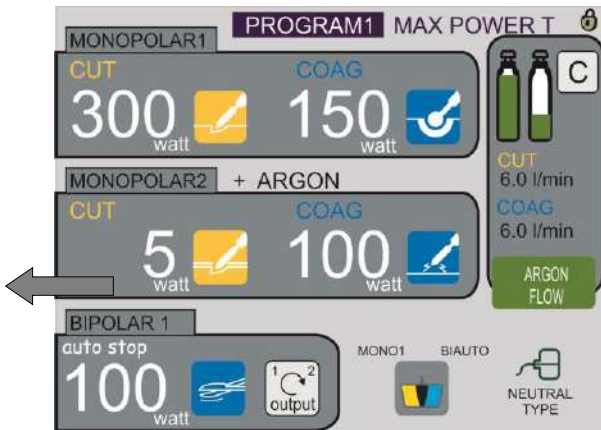 PROGRAM1 MAX POWER T
MONOPOLAR1
CUT COAG
300 watt 150 watt
C
CUT
6.0 l/min
COAG
6.0 l/min
ARGON
FLOW
MONOPOLAR2 + ARGON
CUT COAG
5 watt 100 watt
BIPOLAR 1
auto stop
100 watt
1 2
output
MONO1 BIAUTO
NEUTRAL
TYPE